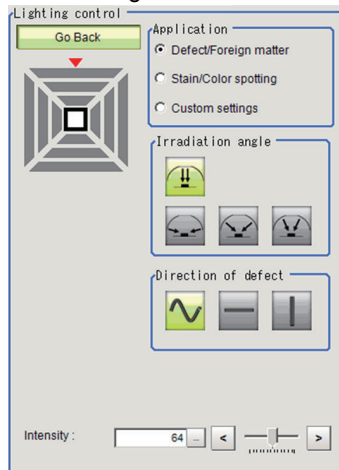 Lighting control
Go Back
Application
Defect/Foreign matter
Stain/Color spotting
Custom settings
Irradiation angle
Direction of defect
Intensity :
64 ...
< >